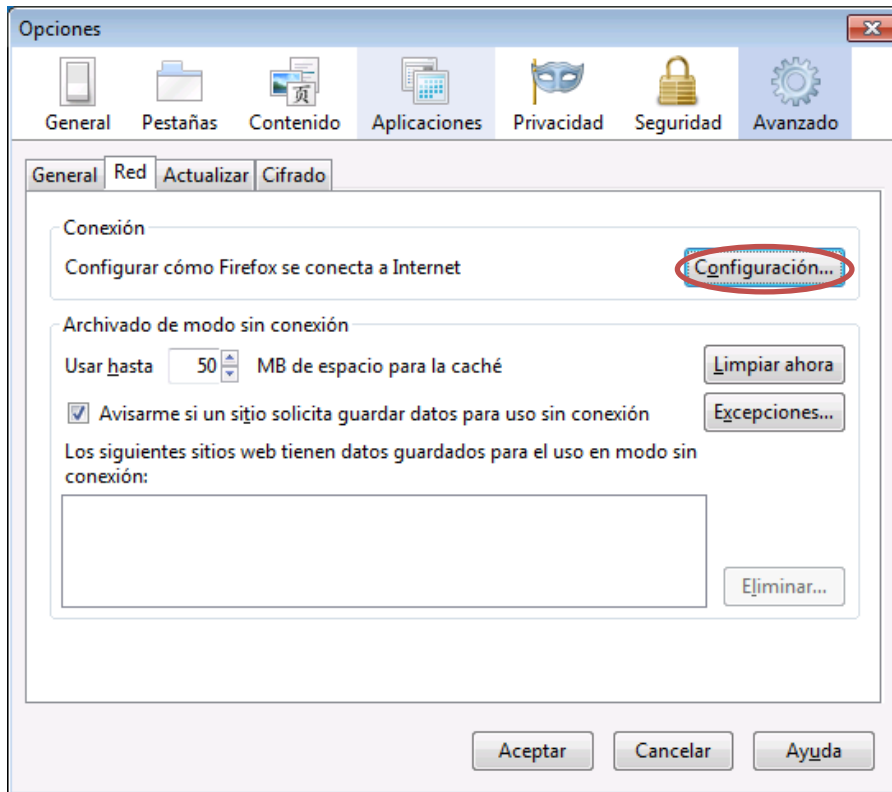 Opciones
页
General Pestañas Contenido Aplicaciones Privacidad Seguridad Avanzado
General Red Actualizar Cifrado
Conexión
Configurar cómo Firefox se conecta a Internet Configuración...
Archivado de modo sin conexión
Usar hasta 50 MB de espacio para la caché Limpiar ahora
Avisarme si un sitio solicita guardar datos para uso sin conexión Excepciones...
Los siguientes sitios web tienen datos guardados para el uso en modo sin
conexión:
Eliminar...
Aceptar Cancelar Ayuda